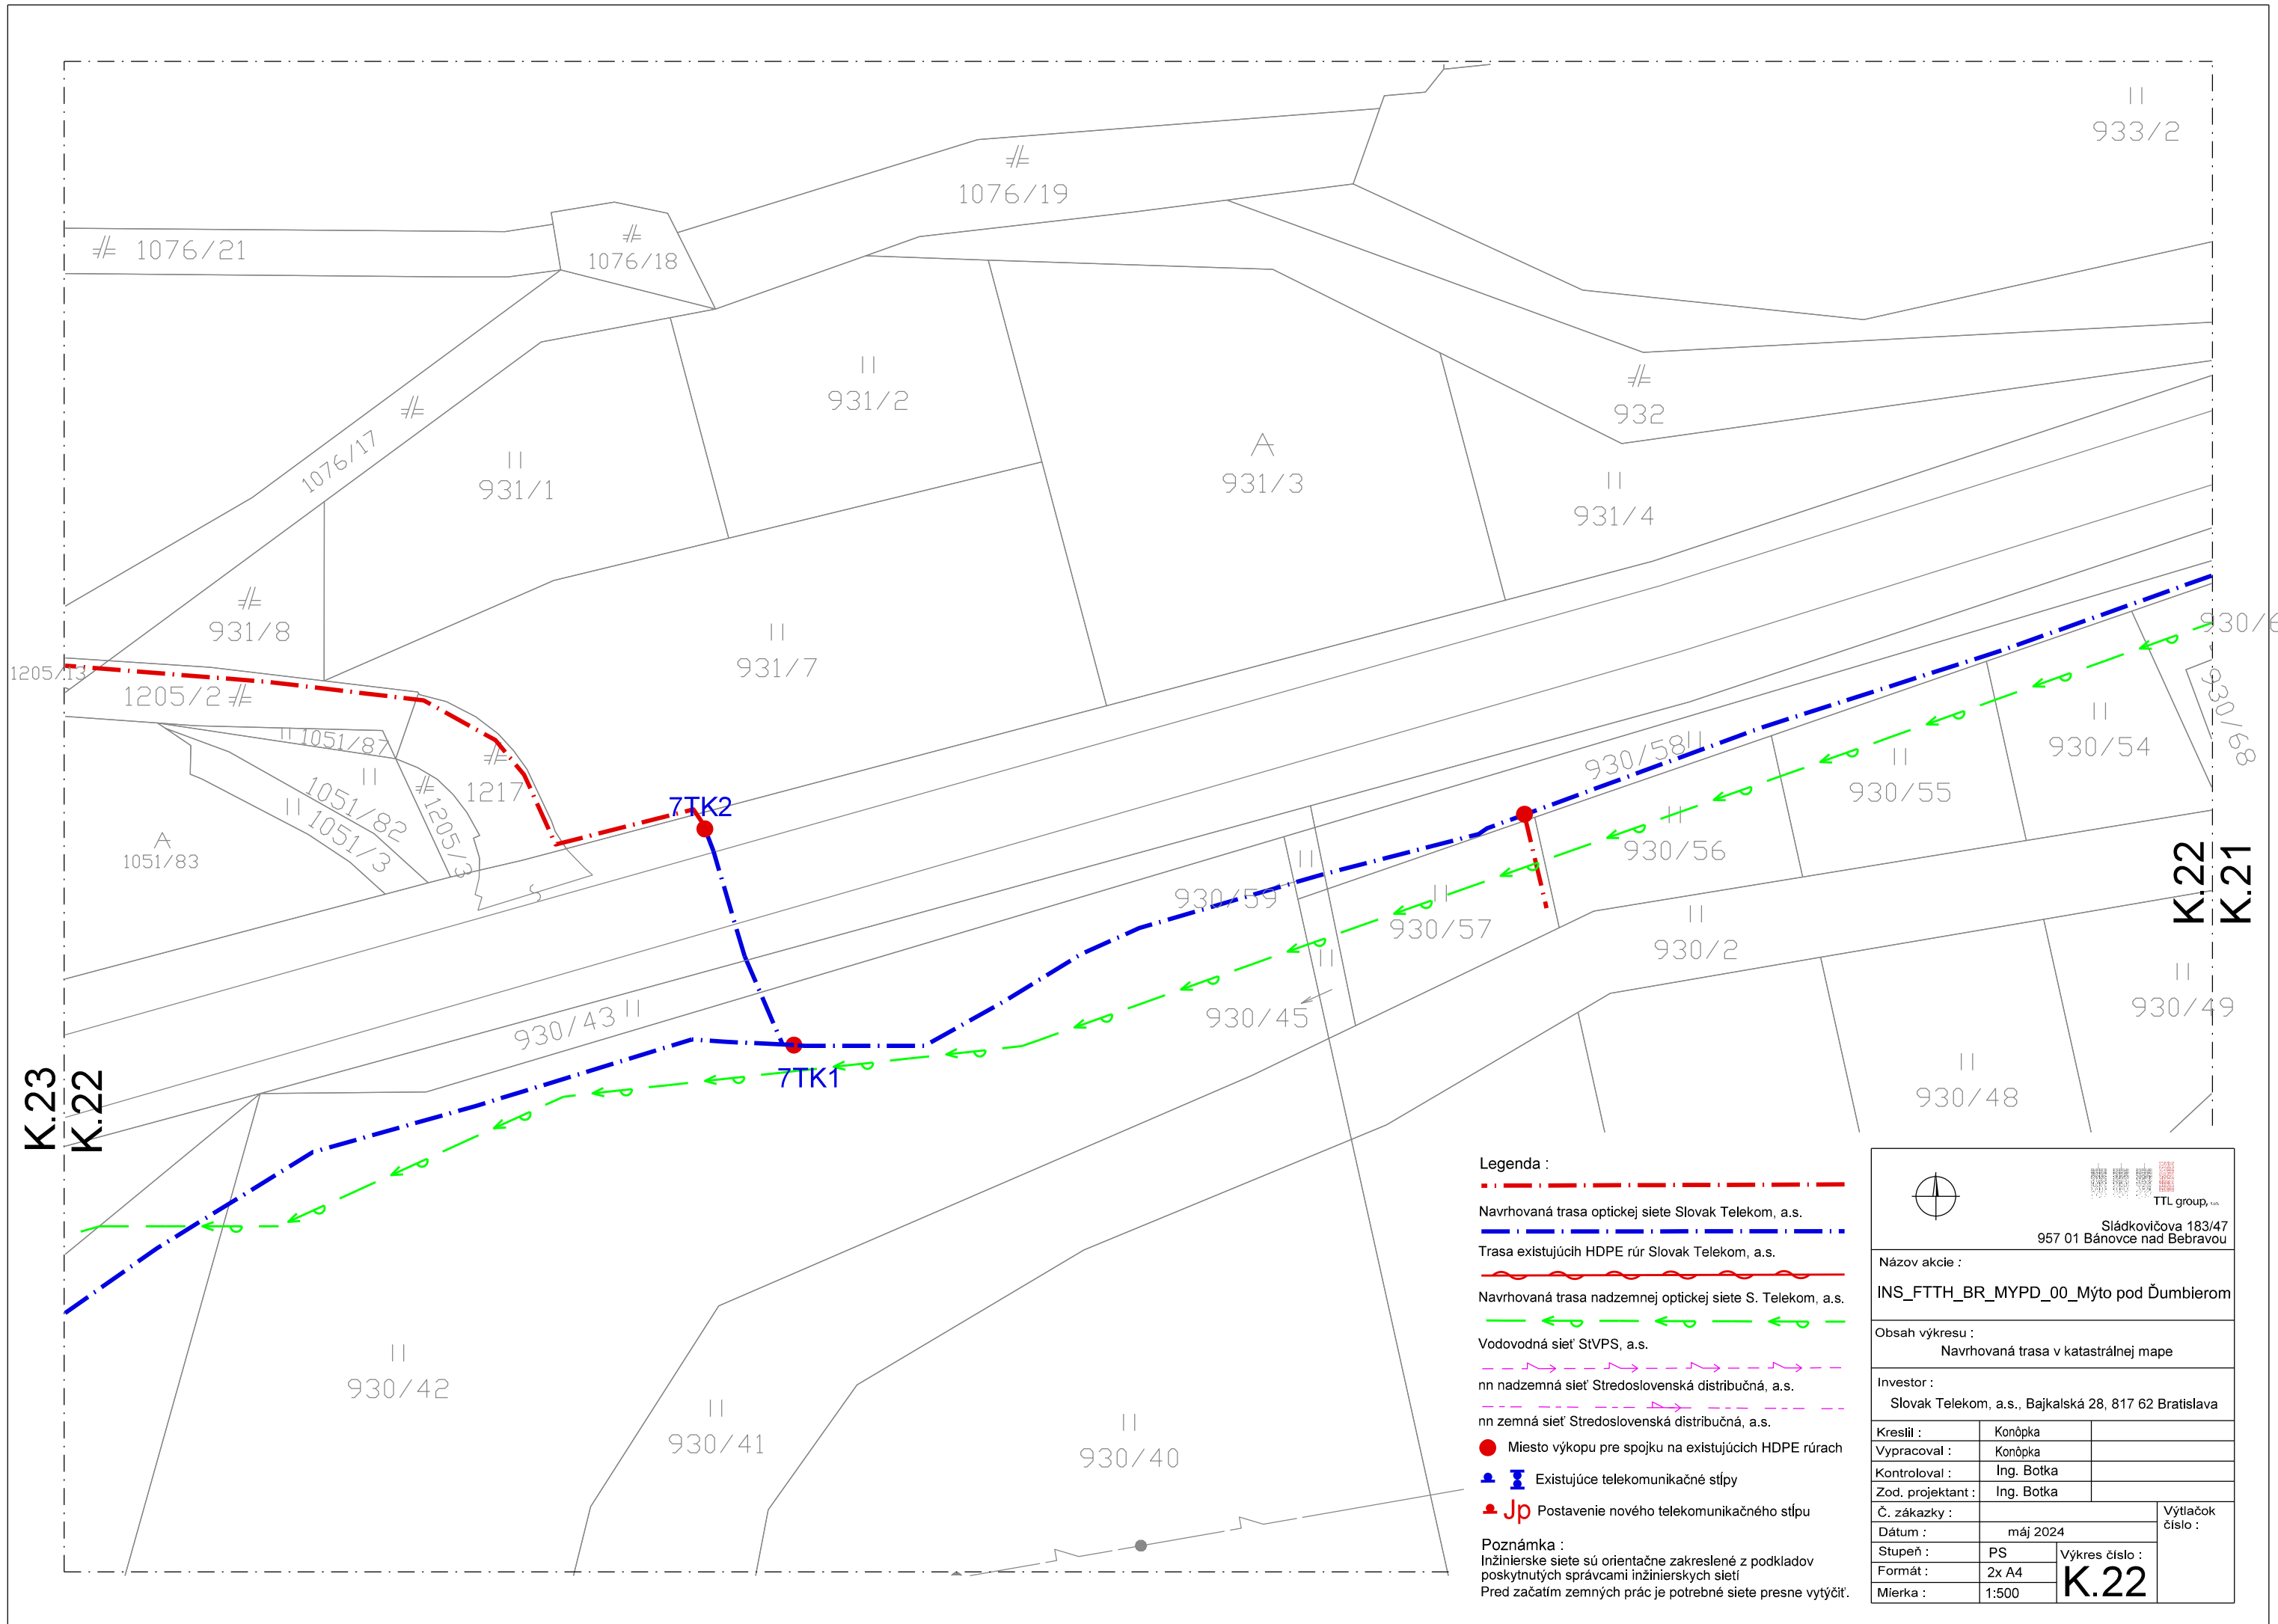 933/2
1076/19
1076/21
1076/18
931/2
932
1076/17
931/1
931/3
931/4
931/8
931/7
930/6
1205/13
1205/2
930/68
1051/87
930/58
930/54
1217
7TK2
930/55
1051/82
1205/3
1051/3
1051/83
930/56
K.22
K.21
930/59
930/57
930/2
930/43
930/45
930/49
K.23
K.22
7TK1
930/48
930/42
930/41
930/40
Legenda :
Navrhovaná trasa optickej siete Slovak Telekom, a.s.
Trasa existujúcih HDPE rúr Slovak Telekom, a.s.
Navrhovaná trasa nadzemnej optickej siete S. Telekom, a.s.
Vodovodná sieť StVPS, a.s.
nn nadzemná sieť Stredoslovenská distribučná, a.s.
nn zemná sieť Stredoslovenská distribučná, a.s.
Miesto výkopu pre spojku na existujúcich HDPE rúrach
Existujúce telekomunikačné stĺpy
Jp Postavenie nového telekomunikačného stĺpu
Poznámka :
Inžinierske siete sú orientačne zakreslené z podkladov
poskytnutých správcami inžinierskych sietí
Pred začatím zemných prác je potrebné siete presne vytýčiť.
TTL group, s.r.o.
Sládkovičova 183/47
957 01 Bánovce nad Bebravou
Názov akcie :
INS_FTTH_BR_MYPD_00_Mýto pod Ďumbierom
Obsah výkresu :
Navrhovaná trasa v katastrálnej mape
Investor :
Slovak Telekom, a.s., Bajkalská 28, 817 62 Bratislava
Kreslil : Konôpka
Vypracoval : Konôpka
Kontroloval : Ing. Botka
Zod. projektant : Ing. Botka
Č. zákazky :
Výtlačok číslo :
Dátum : máj 2024
Stupeň : PS
Výkres číslo :
K.22
Formát : 2x A4
Mierka : 1:500